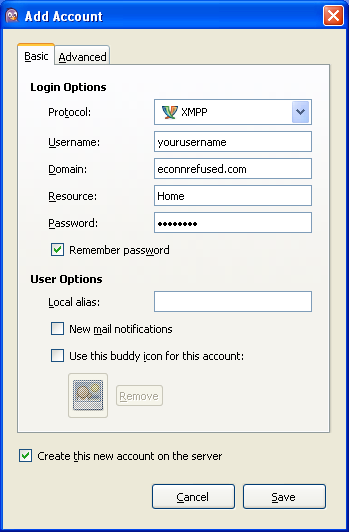 Add Account
Basic Advanced
Login Options
Protocol: XMPP
Username: yourusername
Domain: econnrefused.com
Resource: Home
Password: ••••••••
Remember password
User Options
Local alias:
New mail notifications
Use this buddy icon for this account:
Remove
Create this new account on the server
Cancel Save